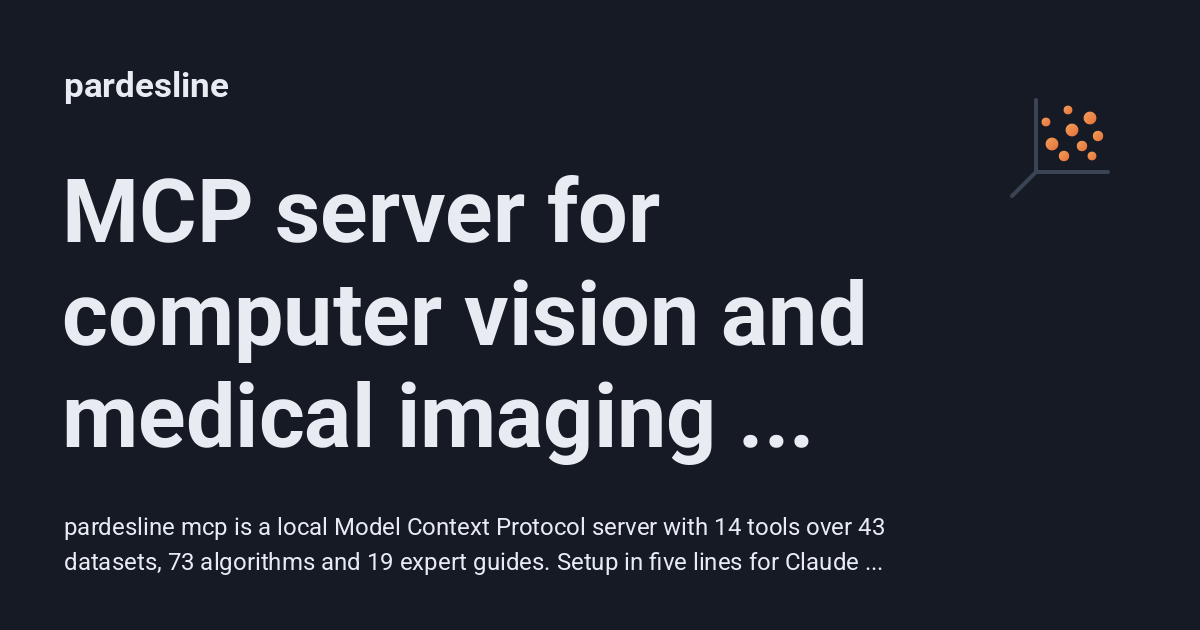 pardesline
MCP server for
computer vision and
medical imaging ...
pardesline mcp is a local Model Context Protocol server with 14 tools over 43
datasets, 73 algorithms and 19 expert guides. Setup in five lines for Claude ...